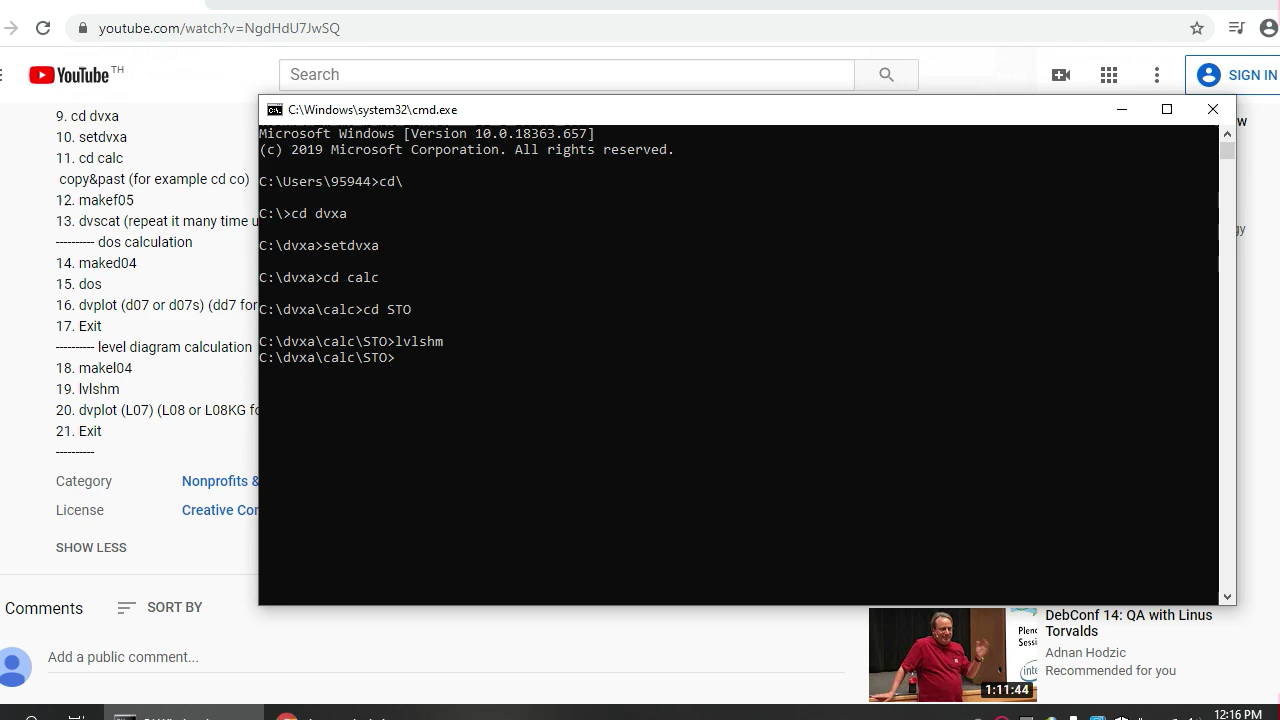 youtube.com/watch?v=NgdHdU7JwSQ
YouTube TH
Search
SIGN IN
9. cd dvxa
10. setdvxa
11. cd calc
copy&past (for example cd co)
12. makef05
13. dvscat (repeat it many time u
---------- dos calculation
14. maked04
15. dos
16. dvplot (d07 or d07s) (dd7 for
17. Exit
---------- level diagram calculation
18. makel04
19. lvlshm
20. dvplot (L07) (L08 or L08KG fo
21. Exit
----------
Category
Nonprofits &
License
Creative Co
SHOW LESS
Comments
SORT BY
Add a public comment...
C:\Windows\system32\cmd.exe
Microsoft Windows [Version 10.0.18363.657]
(c) 2019 Microsoft Corporation. All rights reserved.
C:\Users\95944>cd\
C:\>cd dvxa
C:\dvxa>setdvxa
C:\dvxa>cd calc
C:\dvxa\calc>cd STO
C:\dvxa\calc\STO>lvlshm
C:\dvxa\calc\STO>
w
gy
Plen
Sessi
inte
1:11:44
DebConf 14: QA with Linus
Torvalds
Adnan Hodzic
Recommended for you
12:16 PM